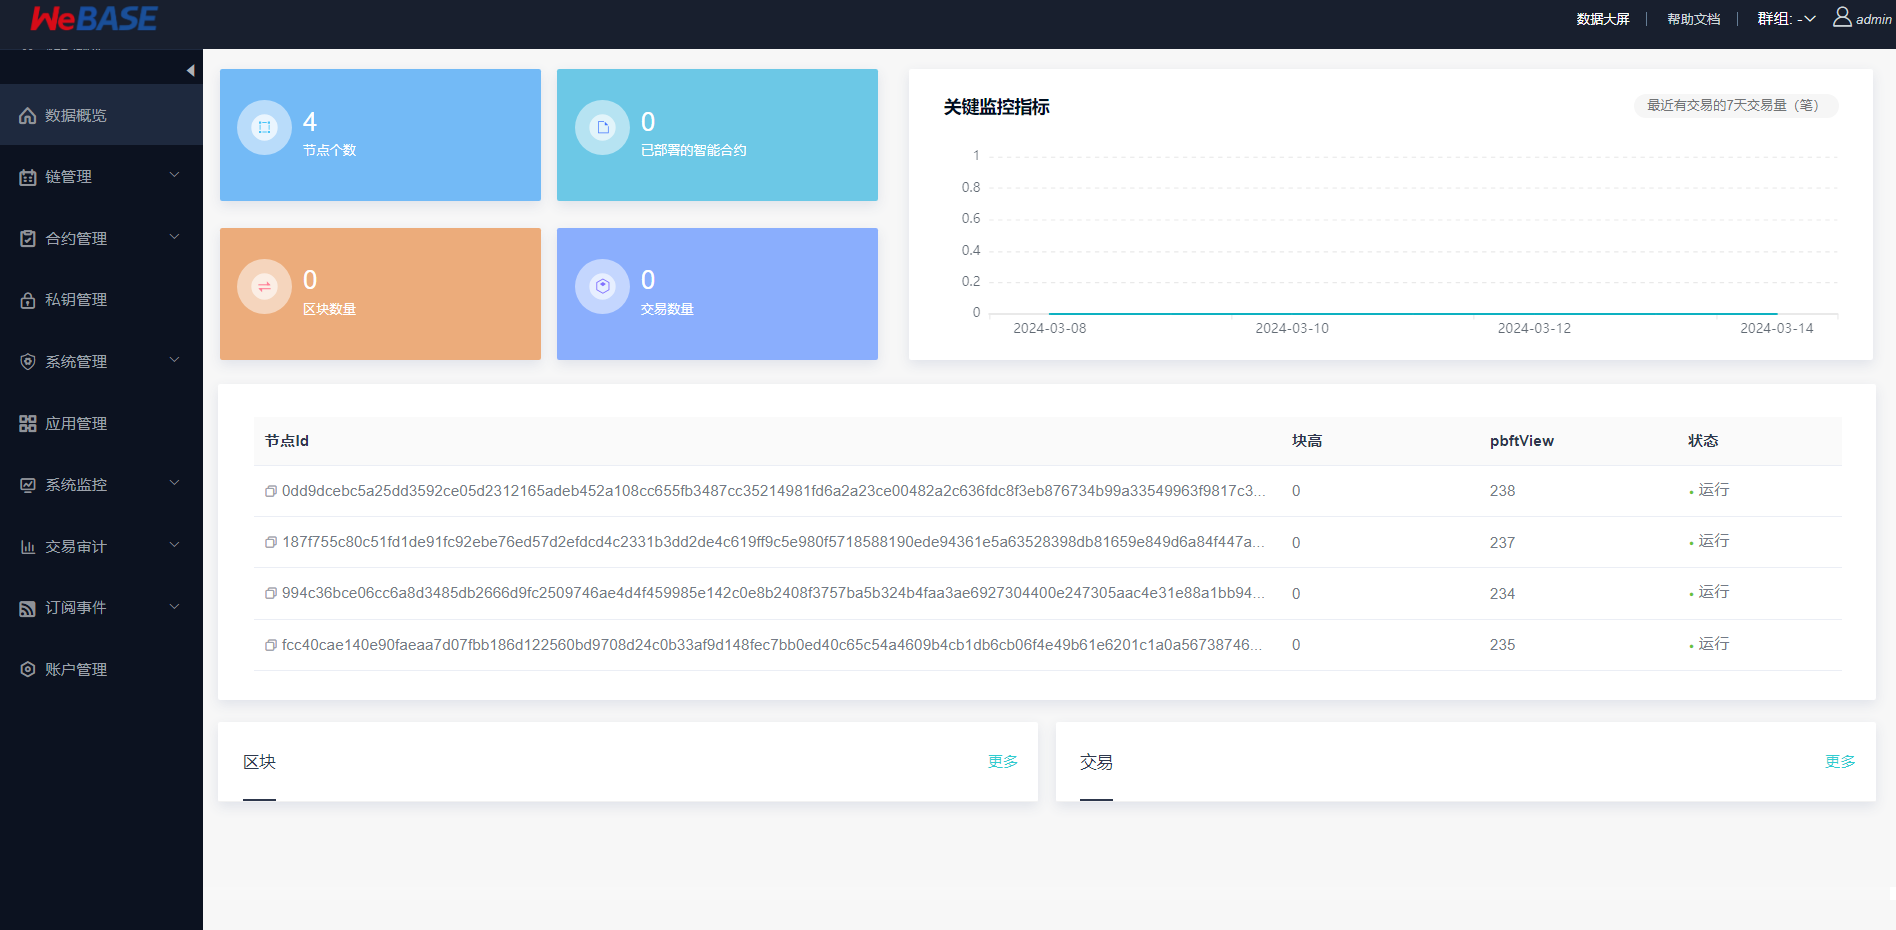 WeBASE
数据大屏
帮助文档
群组: -
admin
数据概览
链管理
合约管理
私钥管理
系统管理
应用管理
系统监控
交易审计
订阅事件
账户管理
4
节点个数
0
已部署的智能合约
0
区块数量
0
交易数量
关键监控指标
最近有交易的7天交易量（笔）
1
0.8
0.6
0.4
0.2
0
2024-03-08
2024-03-10
2024-03-12
2024-03-14
节点Id 块高 pbftView 状态
0dd9dcebc5a25dd3592ce05d2312165adeb452a108cc655fb3487cc35214981fd6a2a23ce00482a2c636fdc8f3eb876734b99a33549963f9817c3... 0 238 运行
187f755c80c51fd1de91fc92ebe76ed57d2efdcd4c2331b3dd2de4c619ff9c5e980f5718588190ede94361e5a63528398db81659e849d6a84f447a... 0 237 运行
994c36bce06cc6a8d3485db2666d9fc2509746ae4d4f459985e142c0e8b2408f3757ba5b324b4faa3ae6927304400e247305aac4e31e88a1bb94... 0 234 运行
fcc40cae140e90faeaa7d07fbb186d122560bd9708d24c0b33af9d148fec7bb0ed40c65c54a4609b4cb1db6cb06f4e49b61e6201c1a0a56738746... 0 235 运行
区块 更多
交易 更多